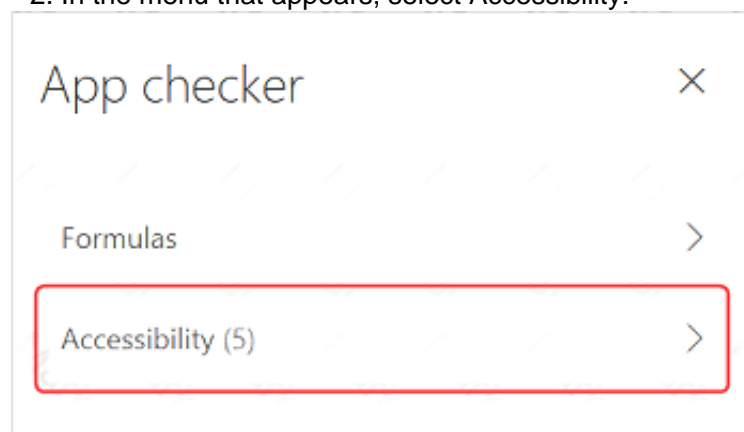 2. In the menu that appears, select Accessibility.
App checker
Formulas
Accessibility (5)